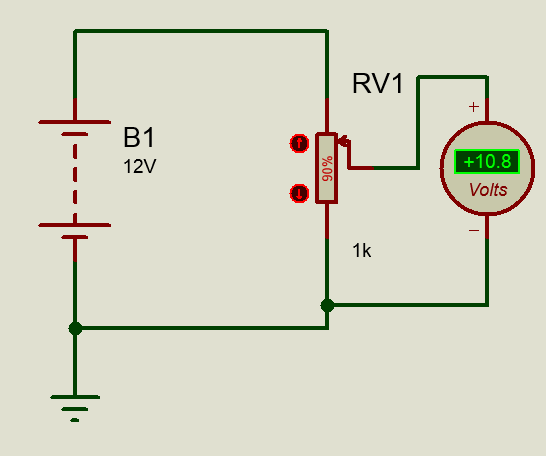 RV1
+
B1
12V
90%
+10.8
Volts
−
1k